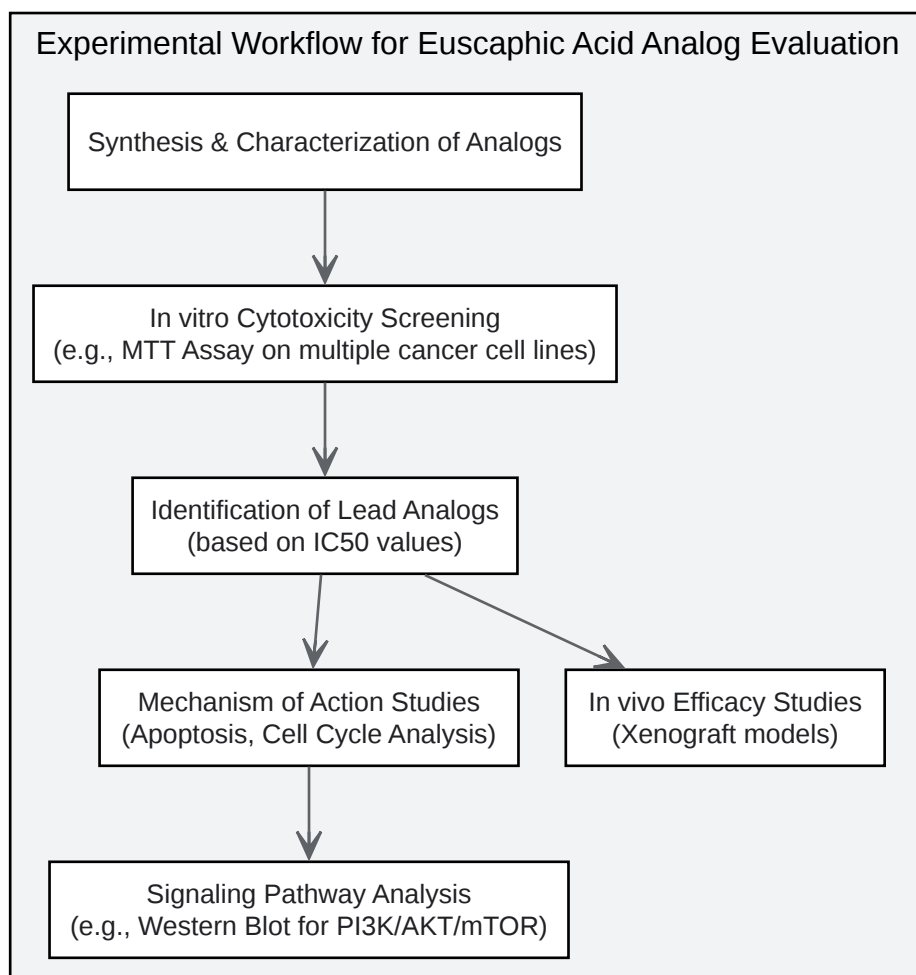 Experimental Workflow for Euscaphic Acid Analog Evaluation
Synthesis & Characterization of Analogs
In vitro Cytotoxicity Screening
(e.g., MTT Assay on multiple cancer cell lines)
Identification of Lead Analogs
(based on IC50 values)
Mechanism of Action Studies
(Apoptosis, Cell Cycle Analysis)
In vivo Efficacy Studies
(Xenograft models)
Signaling Pathway Analysis
(e.g., Western Blot for PI3K/AKT/mTOR)